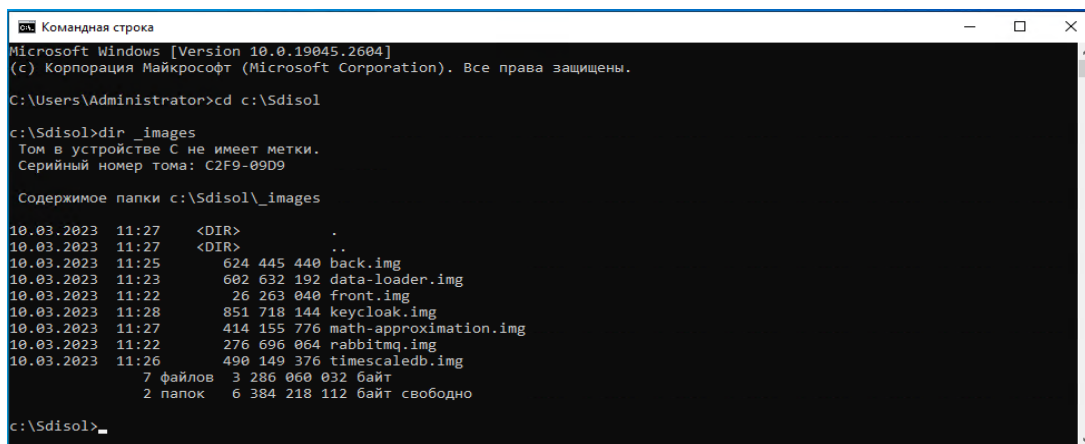 Командная строка
Microsoft Windows [Version 10.0.19045.2604]
(c) Корпорация Майкрософт (Microsoft Corporation). Все права защищены.
C:\Users\Administrator>cd c:\Sdisol
c:\Sdisol>dir _images
Том в устройстве C не имеет метки.
Серийный номер тома: C2F9-09D9
Содержимое папки c:\Sdisol\_images
10.03.2023  11:27    <DIR>          .
10.03.2023  11:27    <DIR>          ..
10.03.2023  11:25       624 445 440 back.img
10.03.2023  11:23       602 632 192 data-loader.img
10.03.2023  11:22        26 263 040 front.img
10.03.2023  11:28       851 718 144 keycloak.img
10.03.2023  11:27       414 155 776 math-approximation.img
10.03.2023  11:22       276 696 064 rabbitmq.img
10.03.2023  11:26       490 149 376 timescaledb.img
7 файлов  3 286 060 032 байт
2 папок   6 384 218 112 байт свободно
c:\Sdisol>